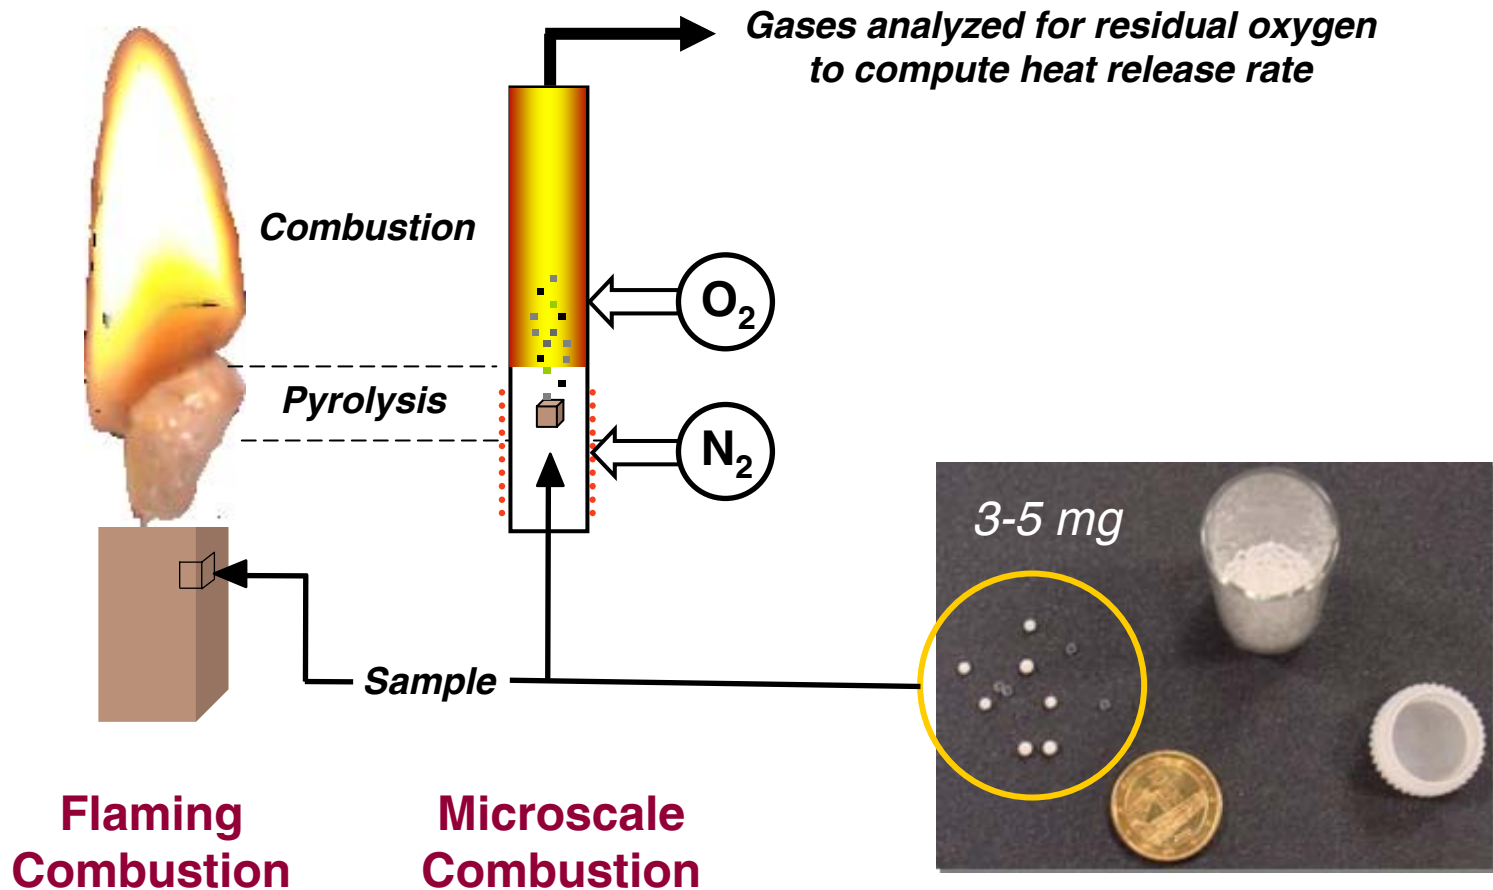 Gases analyzed for residual oxygen
to compute heat release rate
Combustion
O₂
Pyrolysis
N₂
3-5 mg
Sample
Flaming
Combustion
Microscale
Combustion